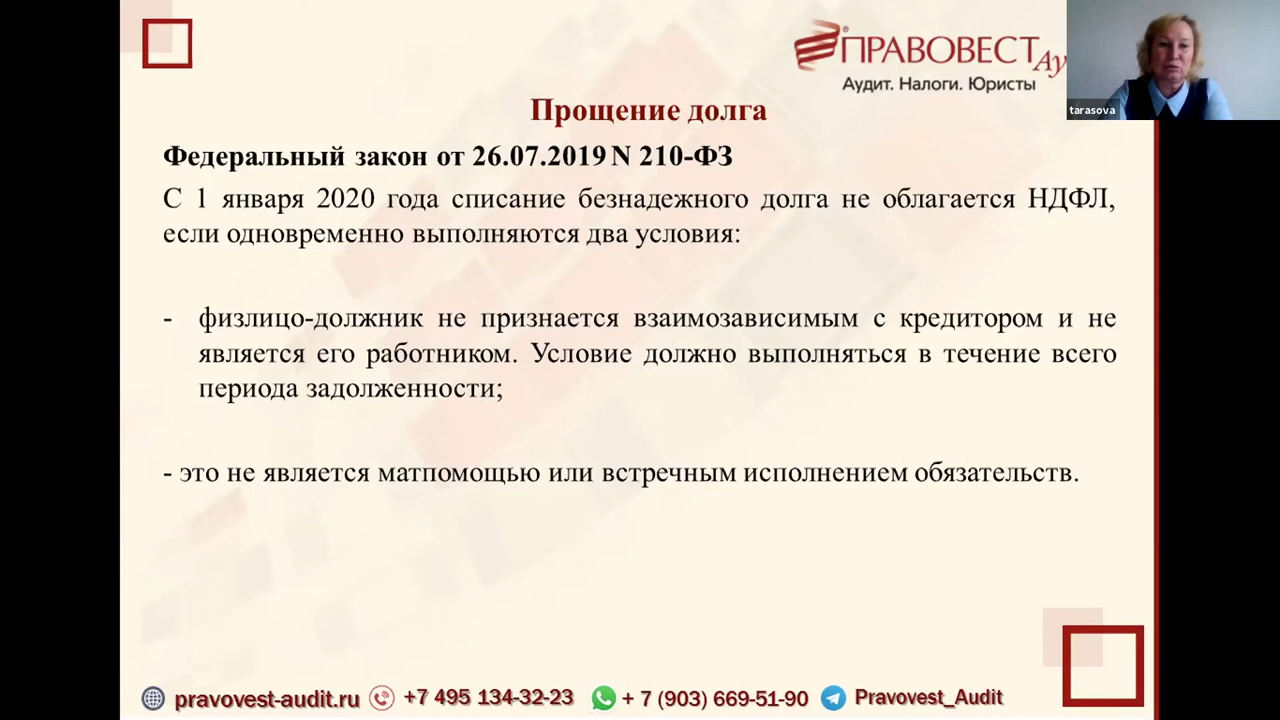 ПРАВОВЕСТ Ау
Аудит. Налоги. Юристы
tarasova
Прощение долга
Федеральный закон от 26.07.2019 N 210-ФЗ
С 1 января 2020 года списание безнадежного долга не облагается НДФЛ,
если одновременно выполняются два условия:
- физлицо-должник не признается взаимозависимым с кредитором и не
является его работником. Условие должно выполняться в течение всего
периода задолженности;
- это не является матпомощью или встречным исполнением обязательств.
pravovest-audit.ru +7 495 134-32-23 + 7 (903) 669-51-90 Pravovest_Audit